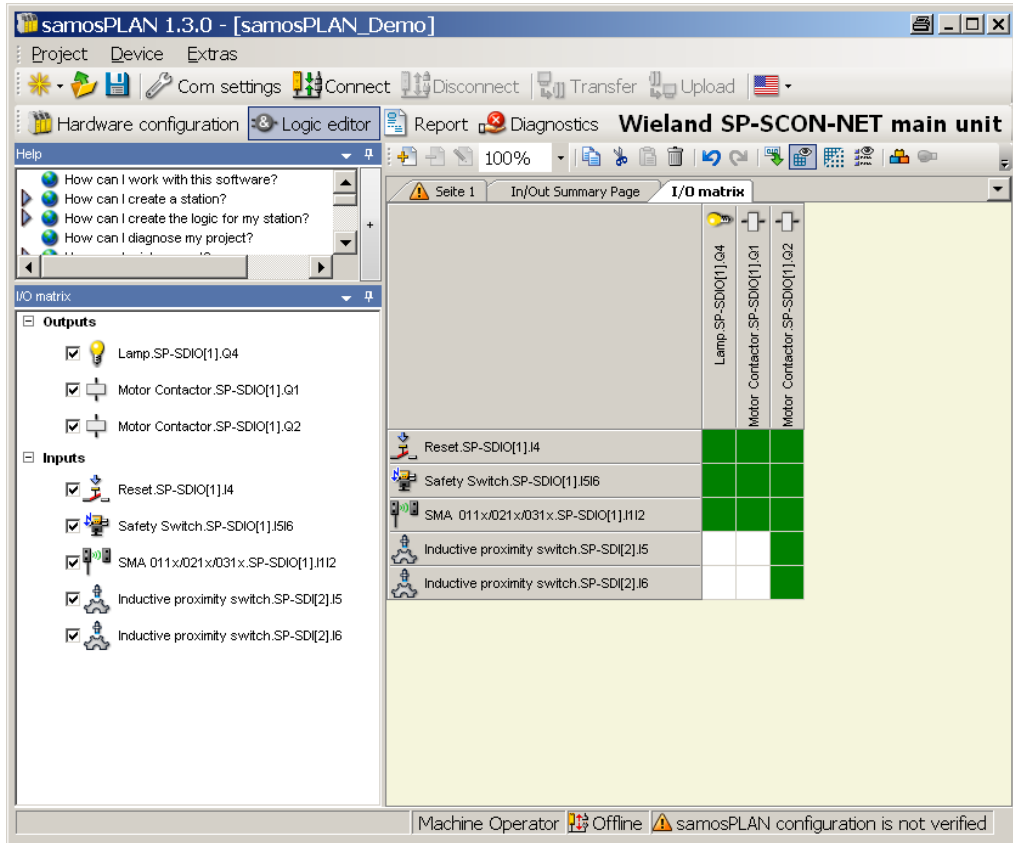 samosPLAN 1.3.0 - [samosPLAN_Demo]
Project Device Extras
Com settings Connect Disconnect Transfer Upload
Hardware configuration Logic editor Report Diagnostics Wieland SP-SCON-NET main unit
Help
How can I work with this software?
How can I create a station?
How can I create the logic for my station?
How can I diagnose my project?
100%
Seite 1 In/Out Summary Page I/O matrix
I/O matrix
Outputs
Lamp.SP-SDIO[1].Q4
Motor Contactor.SP-SDIO[1].Q1
Motor Contactor.SP-SDIO[1].Q2
Inputs
Reset.SP-SDIO[1].I4
Safety Switch.SP-SDIO[1].I5I6
SMA 011x/021x/031x.SP-SDIO[1].I1I2
Inductive proximity switch.SP-SDI[2].I5
Inductive proximity switch.SP-SDI[2].I6
Lamp.SP-SDIO[1].Q4
Motor Contactor.SP-SDIO[1].Q1
Motor Contactor.SP-SDIO[1].Q2
Reset.SP-SDIO[1].I4
Safety Switch.SP-SDIO[1].I5I6
SMA 011x/021x/031x.SP-SDIO[1].I1I2
Inductive proximity switch.SP-SDI[2].I5
Inductive proximity switch.SP-SDI[2].I6
Machine Operator Offline samosPLAN configuration is not verified